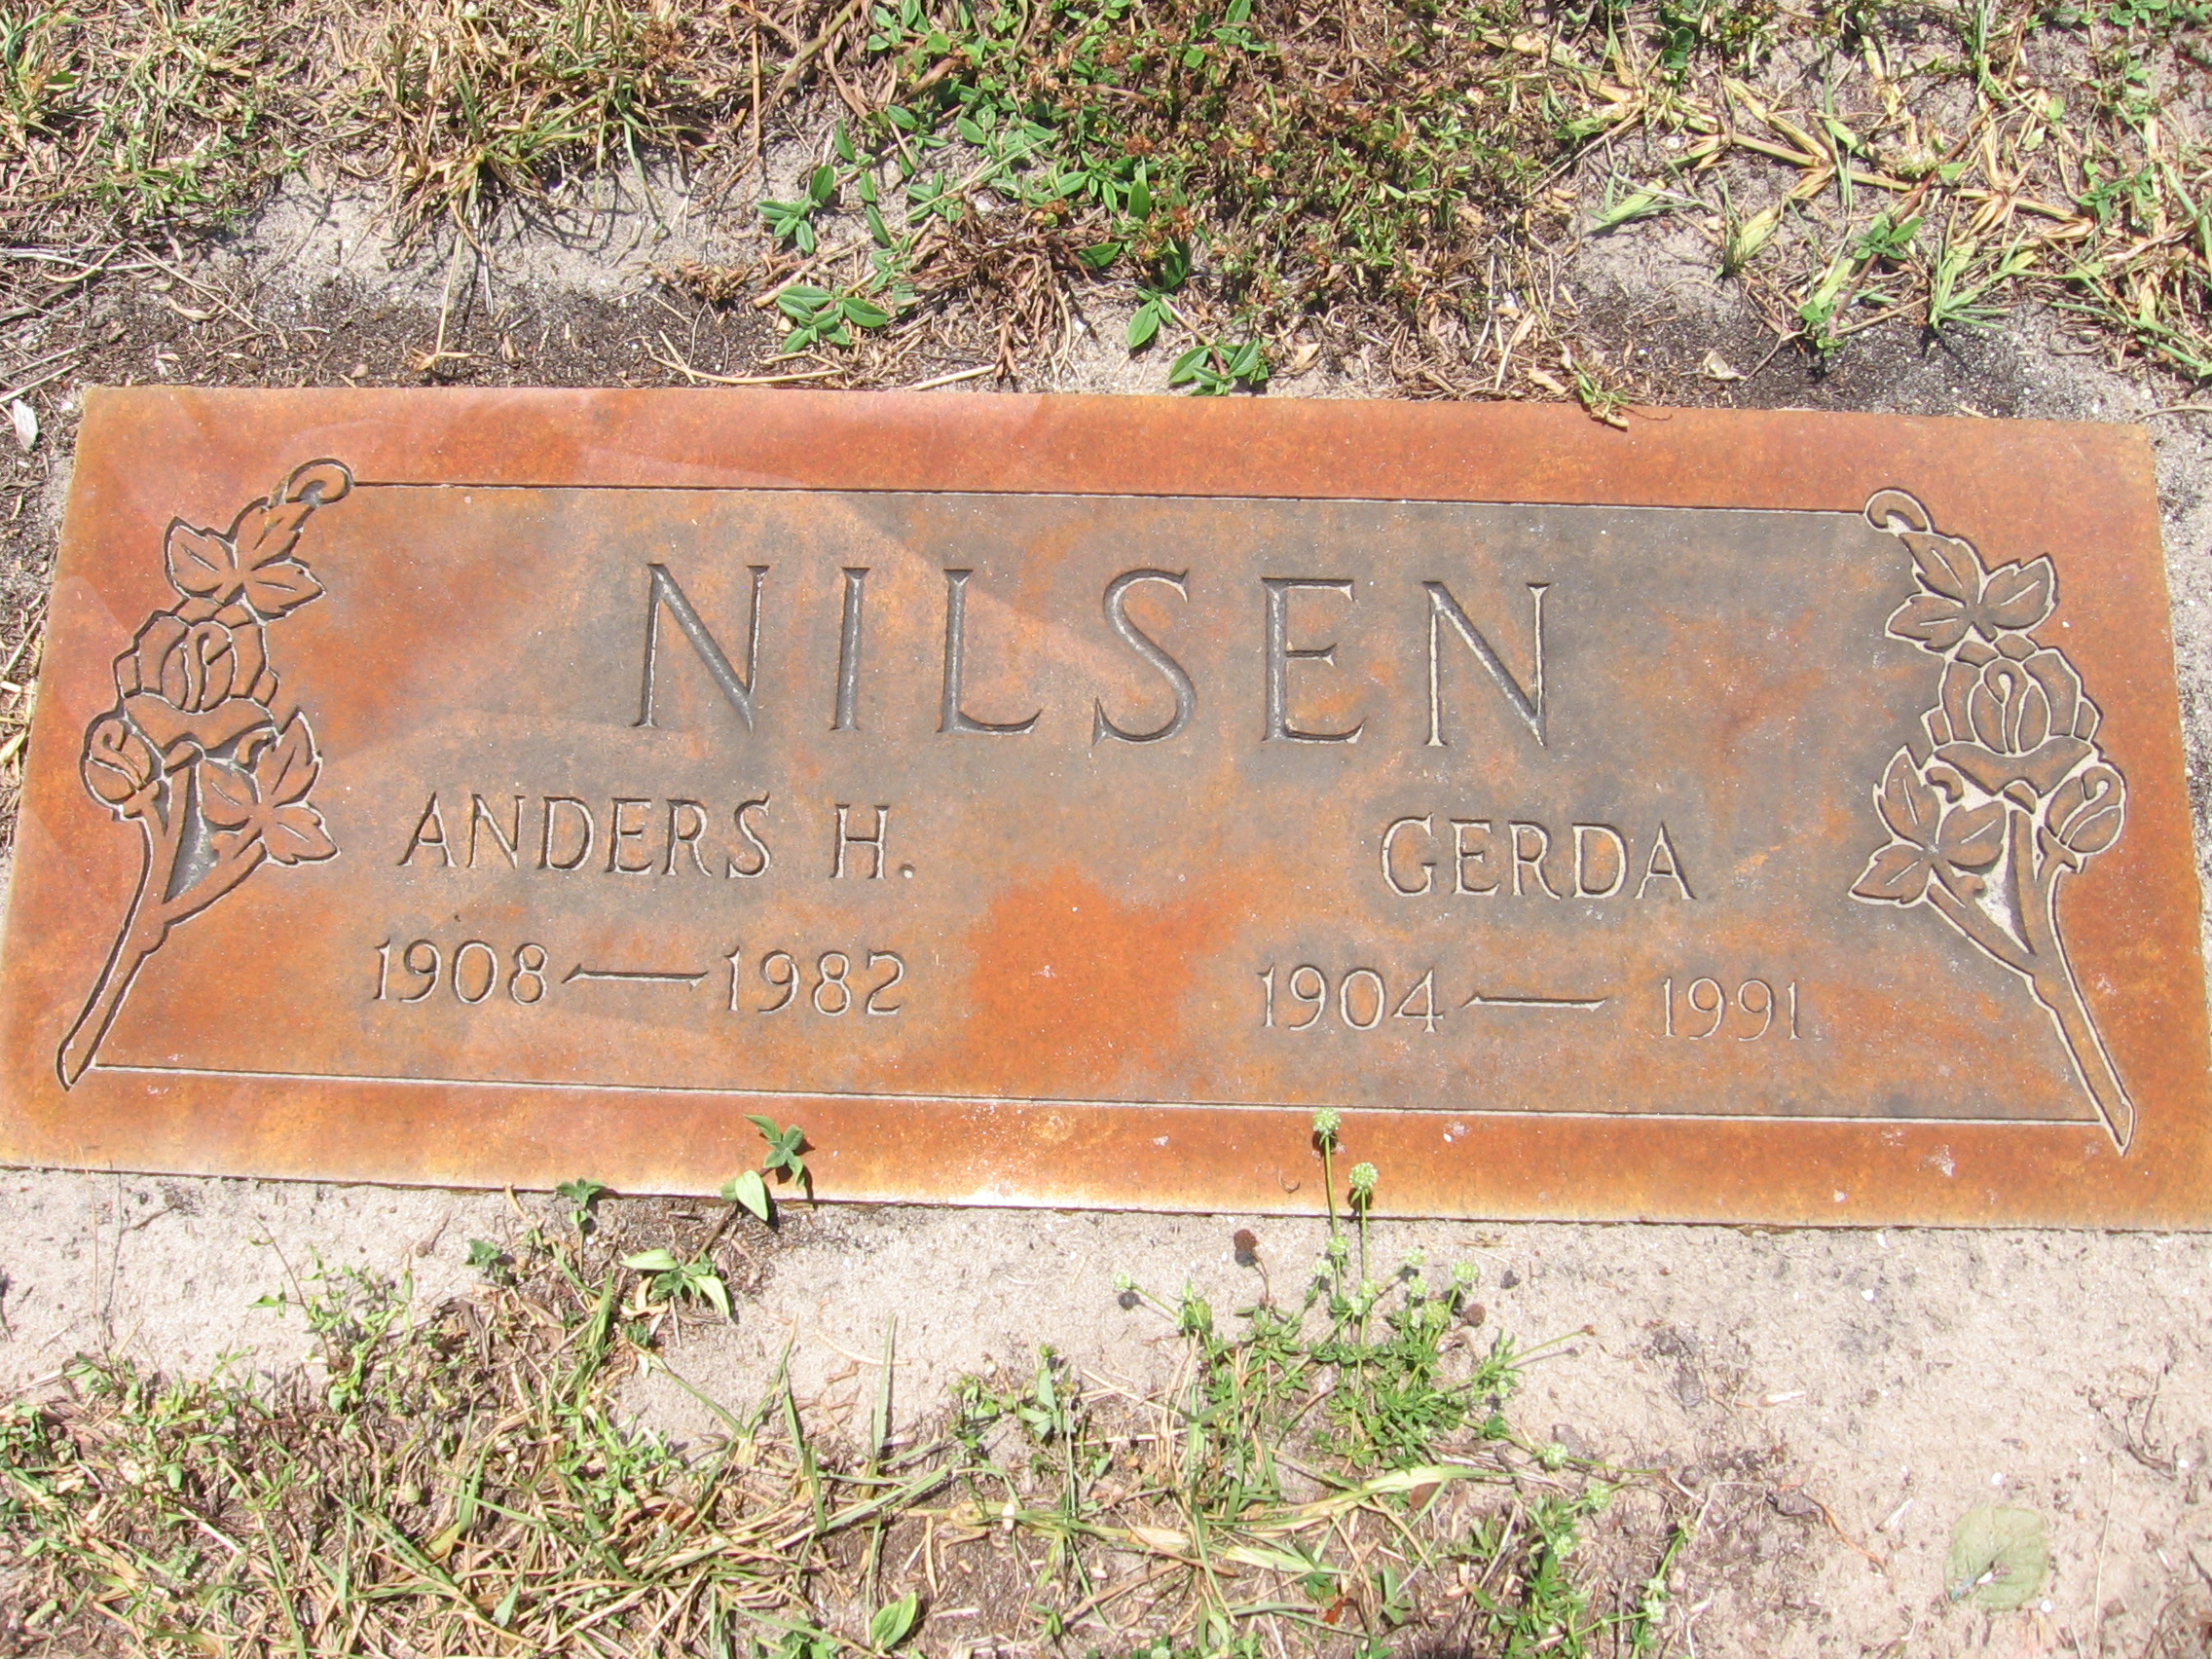 NILSEN
ANDERS H. GERDA
1908 — 1982 1904 — 1991